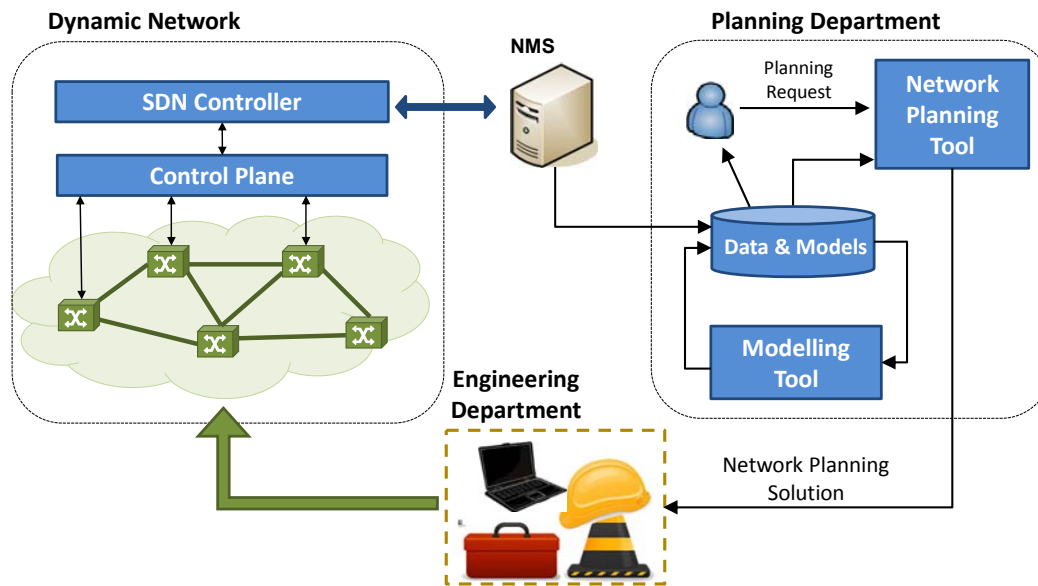 Dynamic Network
SDN Controller
Control Plane
NMS
Planning Department
Planning
Request
Network
Planning
Tool
Data & Models
Modelling
Tool
Engineering
Department
Network Planning
Solution